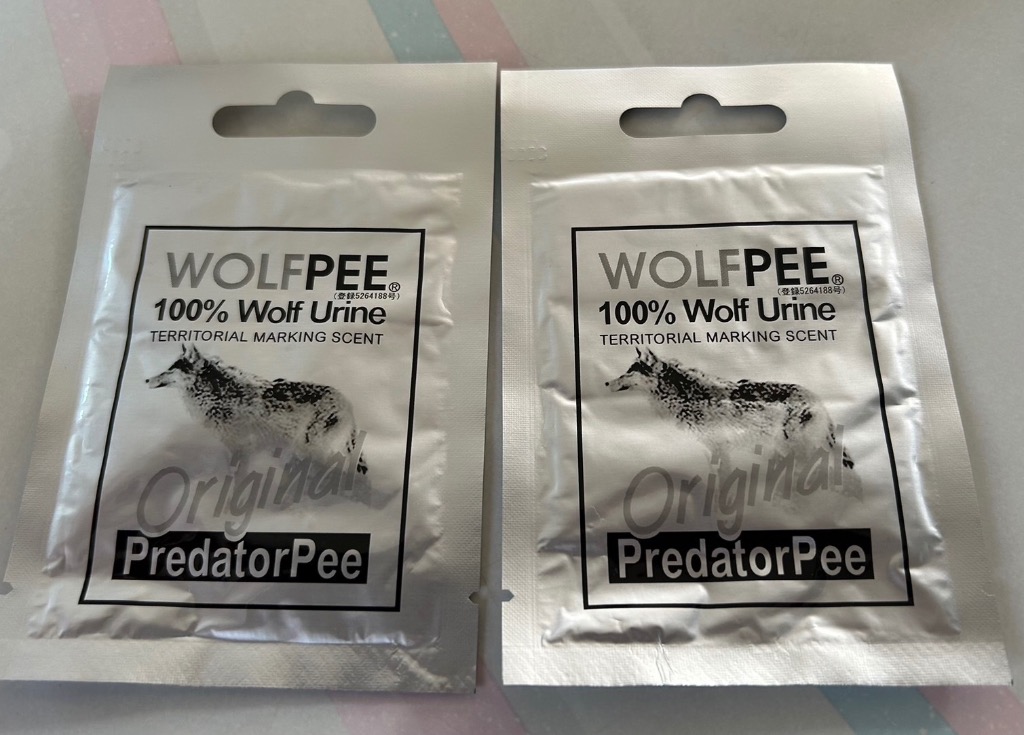 WOLFPEE®
(登録5264188号)
100% Wolf Urine
TERRITORIAL MARKING SCENT
Original
PredatorPee
WOLFPEE®
(登録5264188号)
100% Wolf Urine
TERRITORIAL MARKING SCENT
Original
PredatorPee